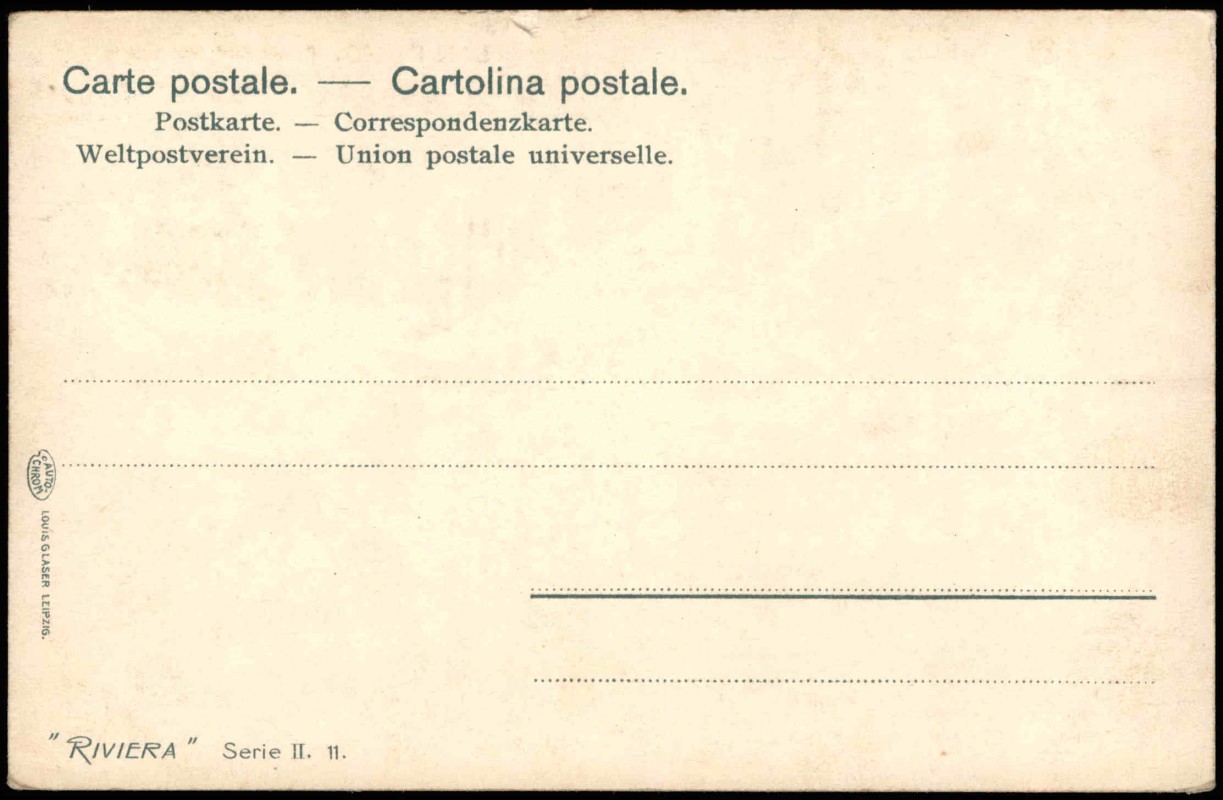 Carte postale. — Cartolina postale.
Postkarte. — Correspondenzkarte.
Weltpostverein. — Union postale universelle.
AUTO-
CHROM
LOUIS GLASER LEIPZIG.
"RIVIERA" Serie II. 11.